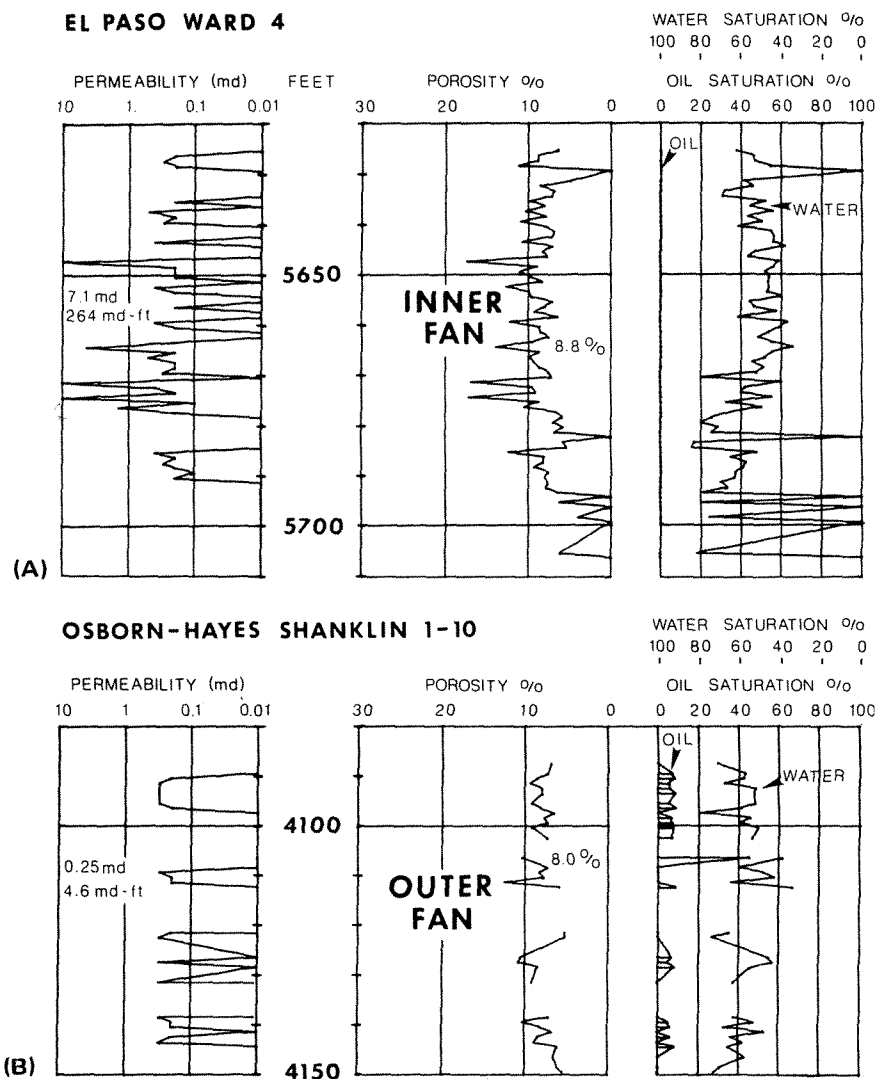 EL PASO WARD 4
WATER SATURATION %
100 80 60 40 20 0
PERMEABILITY (md) FEET POROSITY % OIL SATURATION %
10 1. 0.1 0.01 30 20 10 0 0 20 40 60 80 100
OIL
WATER
5650
7.1 md
264 md-ft
INNER
FAN
8.8 %
5700
(A)
OSBORN-HAYES SHANKLIN 1-10
WATER SATURATION %
100 80 60 40 20 0
PERMEABILITY (md) POROSITY % OIL SATURATION %
10 1 0.1 0.01 30 20 10 0 0 20 40 60 80 100
OIL
WATER
4100
0.25 md
4.6 md-ft
8.0 %
OUTER
FAN
(B)
4150